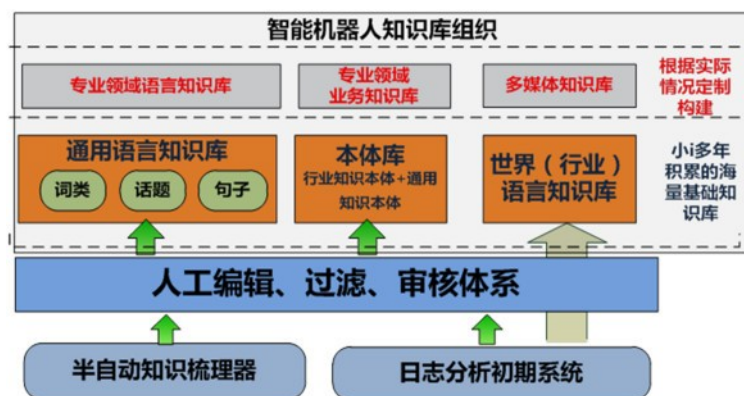 智能机器人知识库组织
专业领域语言知识库
专业领域
业务知识库
多媒体知识库
根据实际
情况定制
构建
通用语言知识库
词类
话题
句子
本体库
行业知识本体+通用
知识本体
世界（行业）
语言知识库
小i多年
积累的海
量基础知
识库
人工编辑、过滤、审核体系
半自动知识梳理器
日志分析初期系统